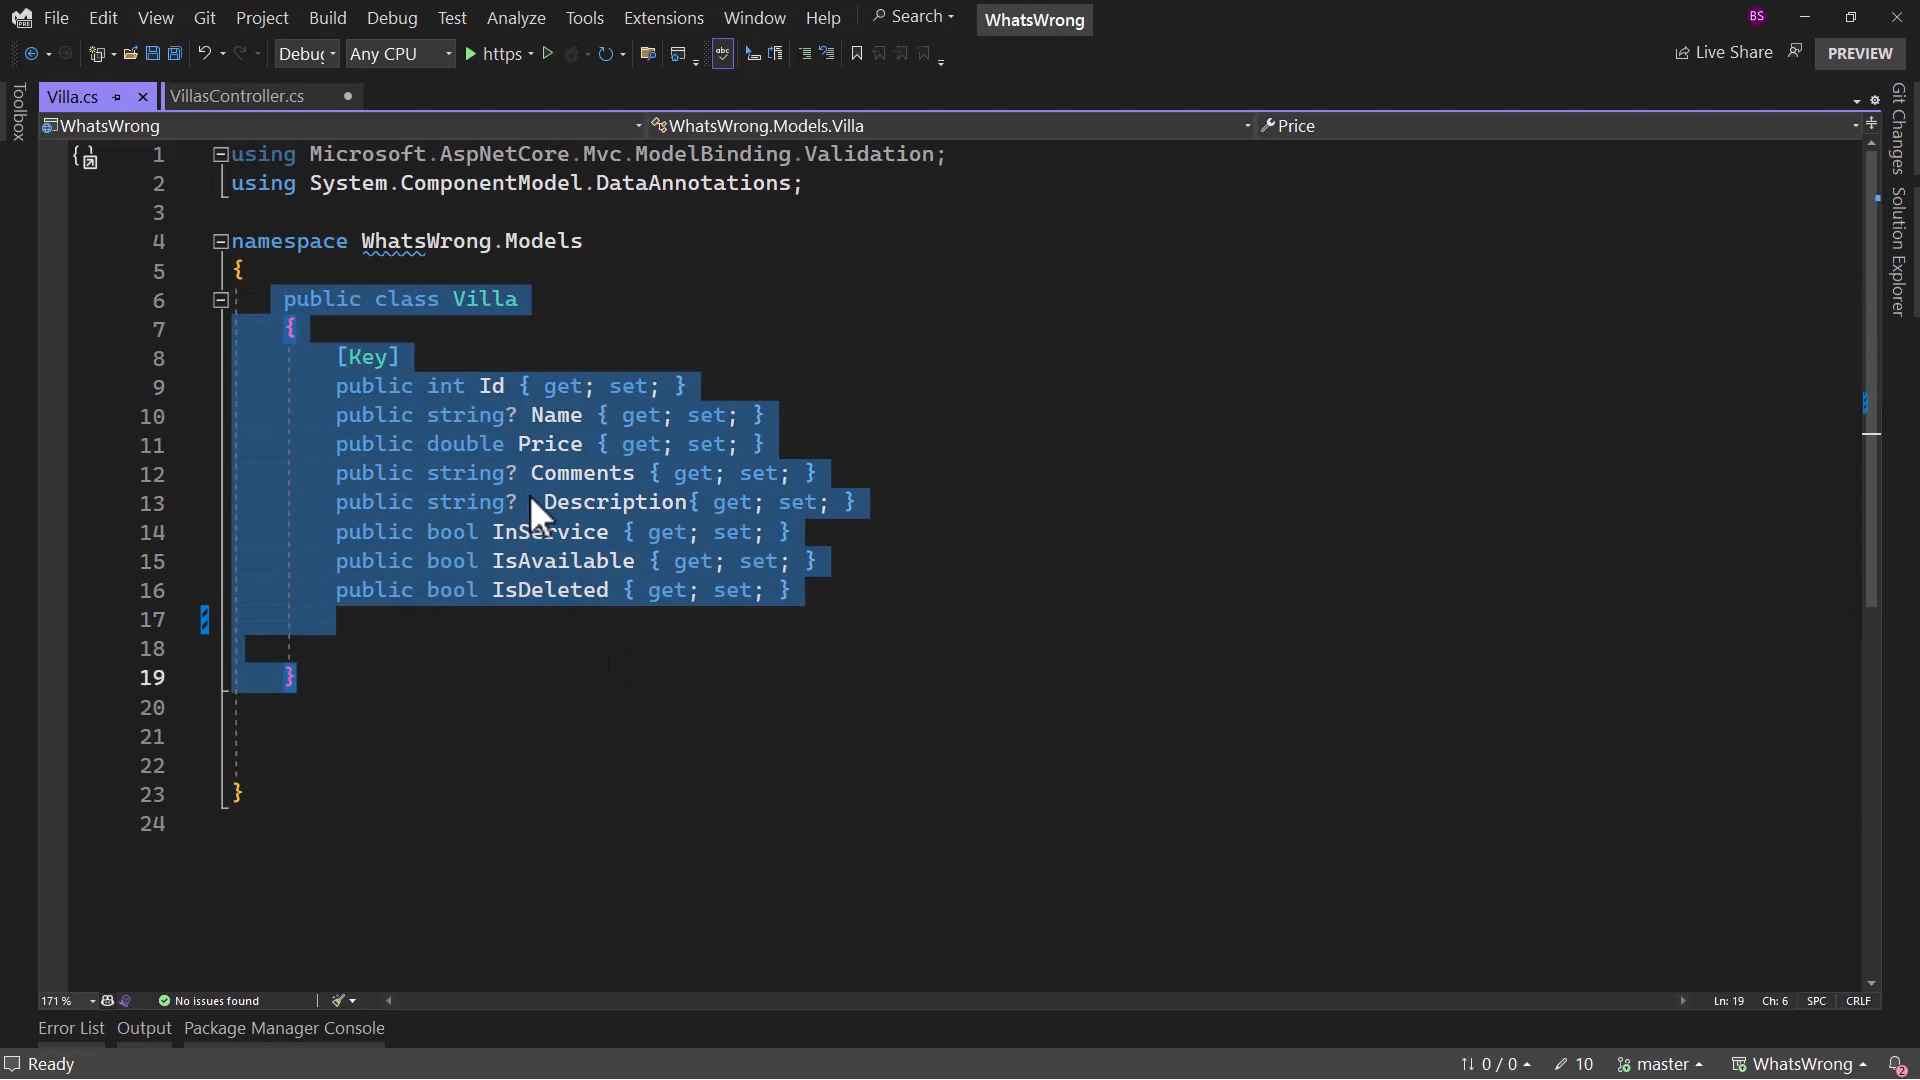 File Edit View Git Project Build Debug Test Analyze Tools Extensions Window Help Search WhatsWrong BS
Debug Any CPU https abc Live Share PREVIEW
Toolbox
Villa.cs VillasController.cs
WhatsWrong WhatsWrong.Models.Villa Price
1 using Microsoft.AspNetCore.Mvc.ModelBinding.Validation;
2 using System.ComponentModel.DataAnnotations;
3
4 namespace WhatsWrong.Models
5 {
6 public class Villa
7 {
8 [Key]
9 public int Id { get; set; }
10 public string? Name { get; set; }
11 public double Price { get; set; }
12 public string? Comments { get; set; }
13 public string? Description{ get; set; }
14 public bool InService { get; set; }
15 public bool IsAvailable { get; set; }
16 public bool IsDeleted { get; set; }
17
18
19 }
20
21
22
23 }
24
Git Changes
Solution Explorer
171 % No issues found Ln: 19 Ch: 6 SPC CRLF
Error List Output Package Manager Console
Ready 0 / 0 10 master WhatsWrong 2